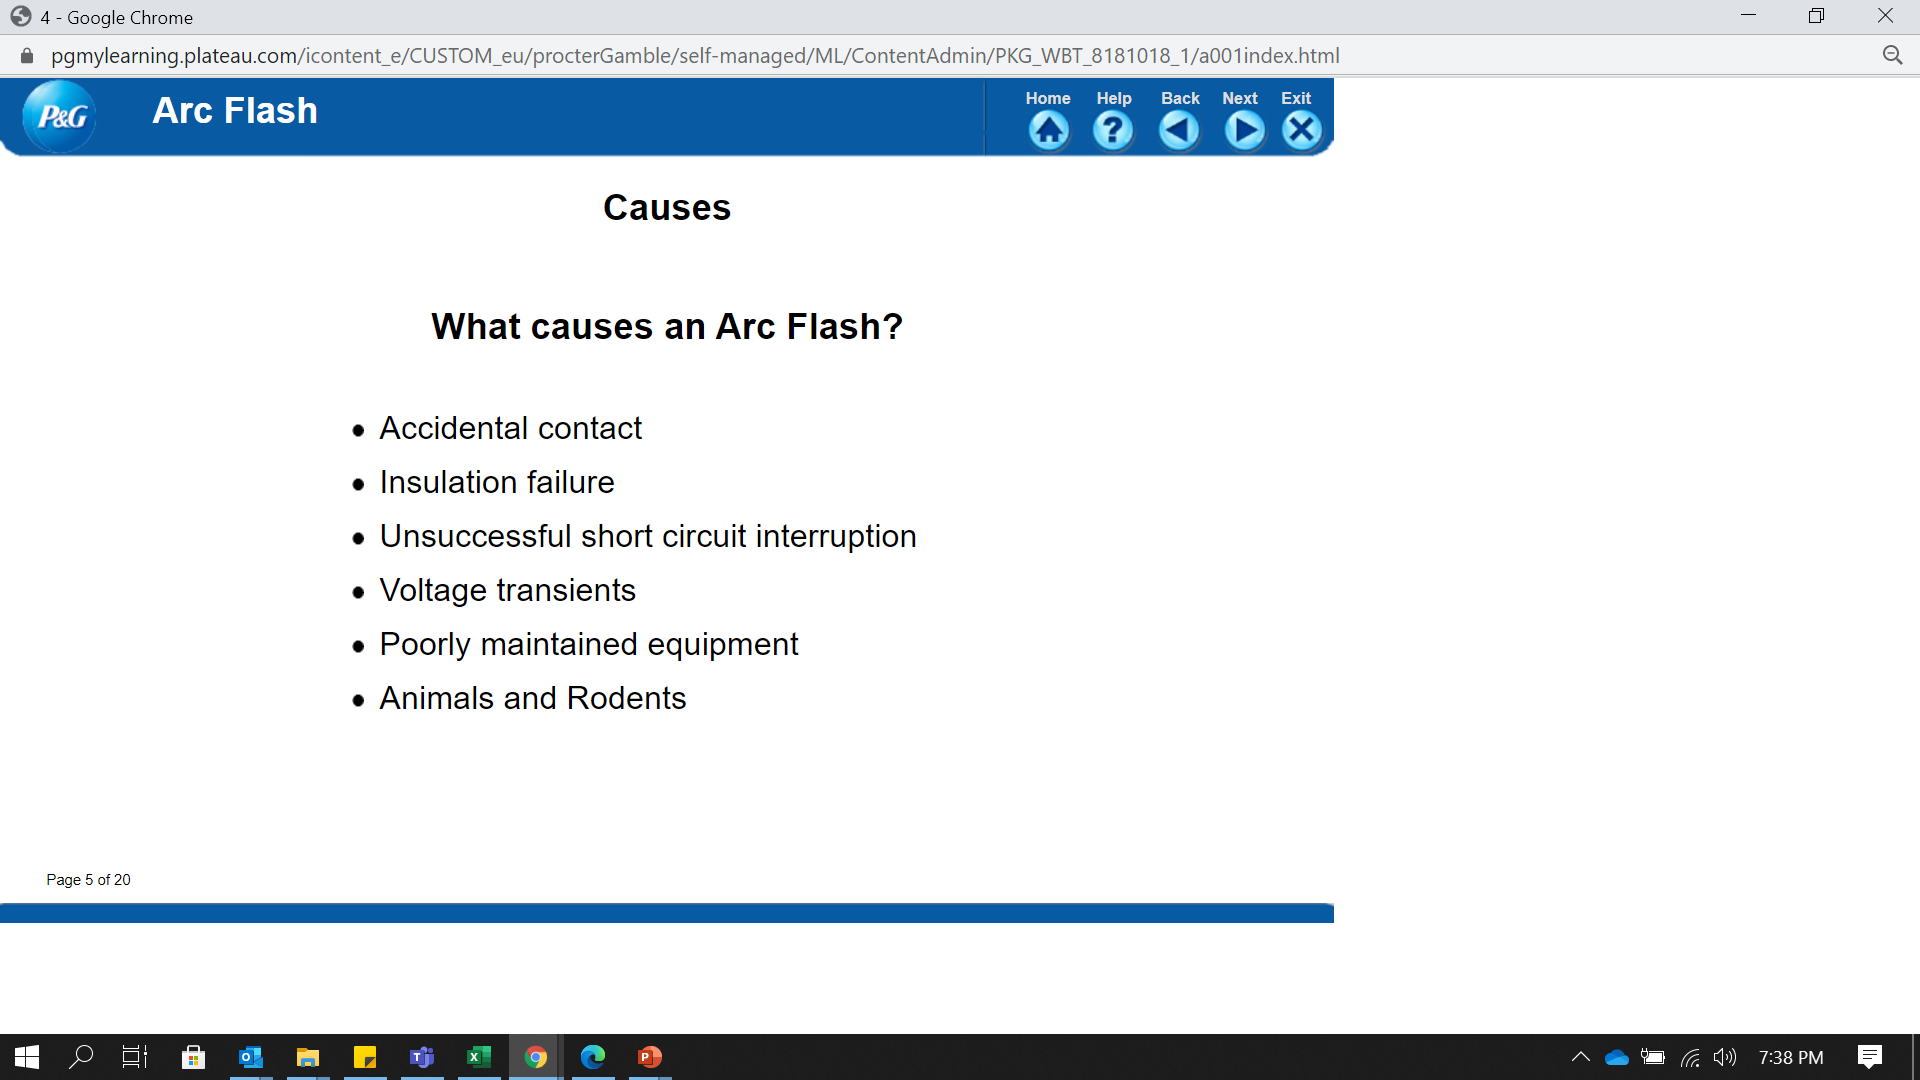 4 - Google Chrome
pgmylearning.plateau.com/icontent_e/CUSTOM_eu/procterGamble/self-managed/ML/ContentAdmin/PKG_WBT_8181018_1/a001index.html
P&G
Arc Flash
Home Help Back Next Exit
Causes
What causes an Arc Flash?
• Accidental contact
• Insulation failure
• Unsuccessful short circuit interruption
• Voltage transients
• Poorly maintained equipment
• Animals and Rodents
Page 5 of 20
7:38 PM